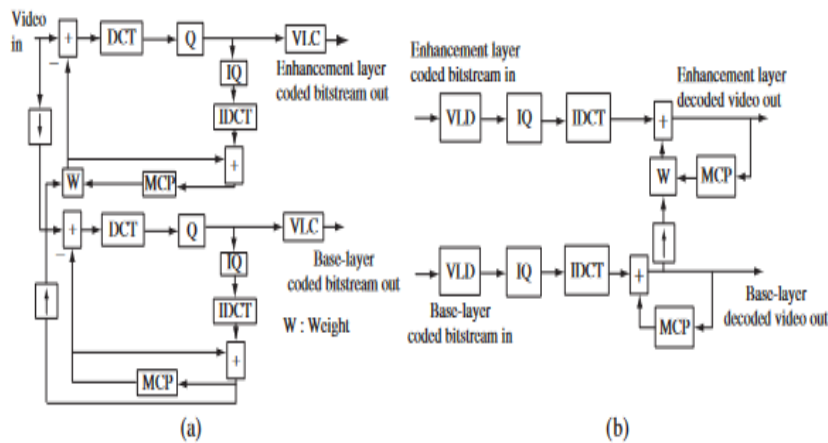 Video
in
+
DCT
Q
VLC
−
IQ
Enhancement layer
coded bitstream out
IDCT
+
W
MCP
+
DCT
Q
VLC
−
IQ
Base-layer
coded bitstream out
IDCT
W : Weight
+
MCP
(a)
Enhancement layer
coded bitstream in
Enhancement layer
decoded video out
VLD
IQ
IDCT
+
W
MCP
VLD
IQ
IDCT
+
Base-layer
coded bitstream in
Base-layer
decoded video out
MCP
(b)